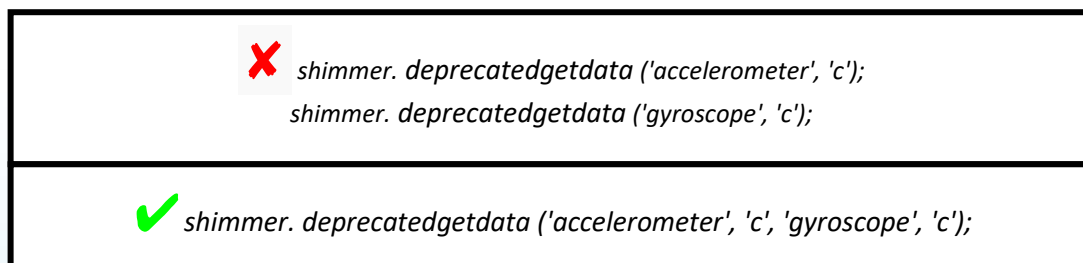 ✘ shimmer. deprecatedgetdata ('accelerometer', 'c');
shimmer. deprecatedgetdata ('gyroscope', 'c');
✔ shimmer. deprecatedgetdata ('accelerometer', 'c', 'gyroscope', 'c');